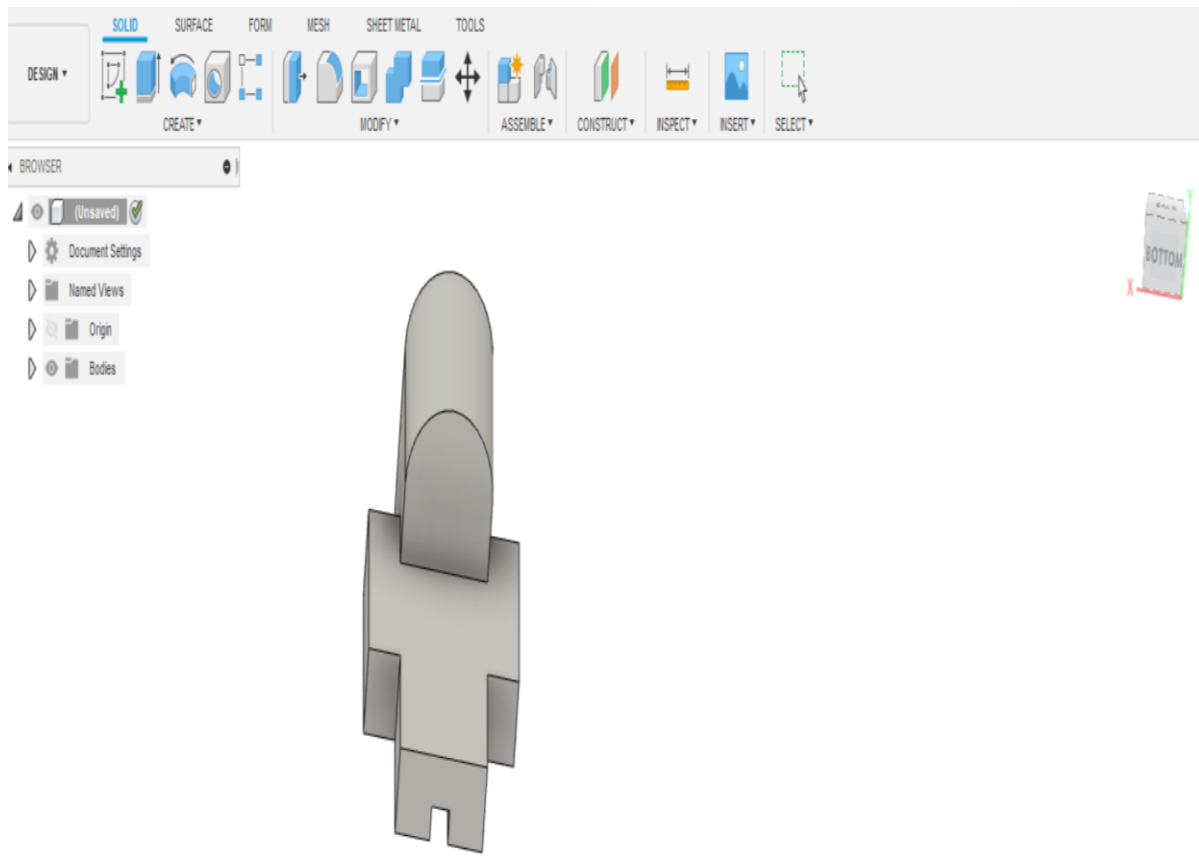 SOLID SURFACE FORM MESH SHEET METAL TOOLS
DESIGN ▾
CREATE ▾ MODIFY ▾ ASSEMBLE ▾ CONSTRUCT ▾ INSPECT ▾ INSERT ▾ SELECT ▾
BROWSER
(Unsaved)
Document Settings
Named Views
Origin
Bodies
Y
BOTTOM
X